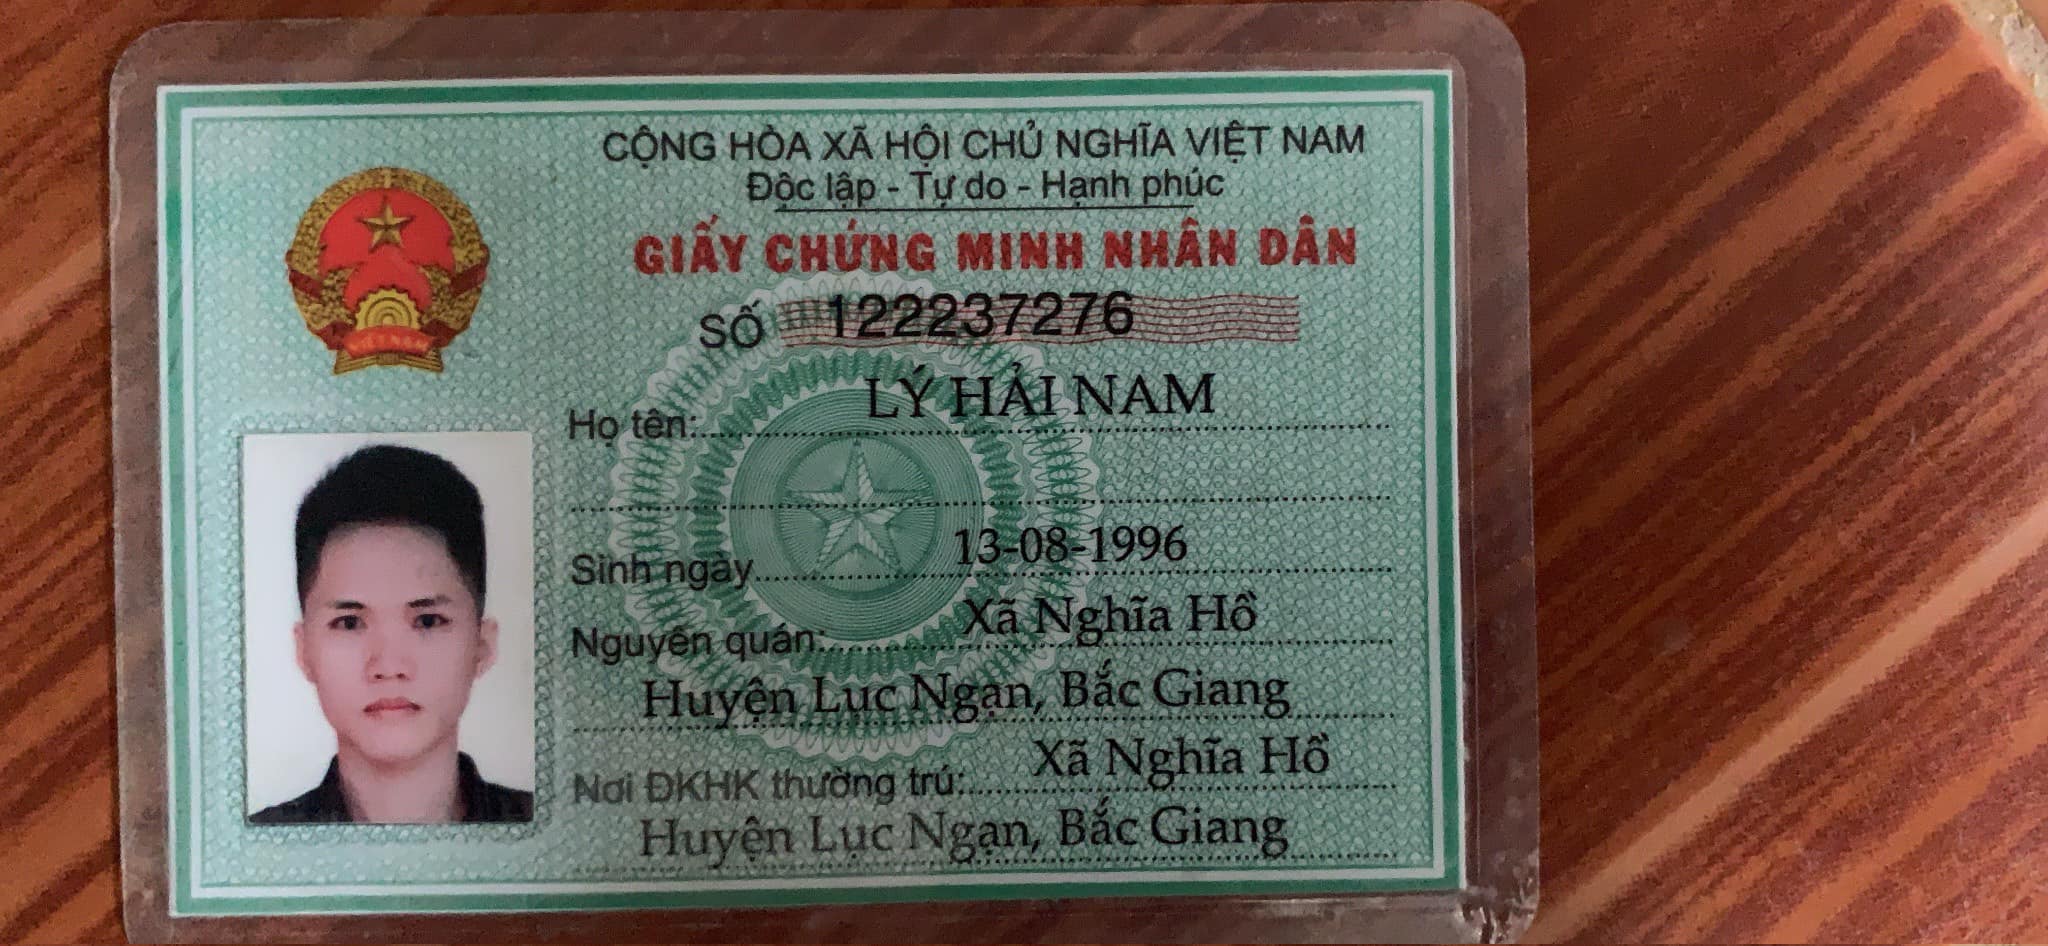 CỘNG HÒA XÃ HỘI CHỦ NGHĨA VIỆT NAM
Độc lập - Tự do - Hạnh phúc
GIẤY CHỨNG MINH NHÂN DÂN
SỐ 122237276
Họ tên: LÝ HẢI NAM
Sinh ngày 13-08-1996
Nguyên quán: Xã Nghĩa Hồ
Huyện Lục Ngạn, Bắc Giang
Nơi ĐKHK thường trú: Xã Nghĩa Hồ
Huyện Lục Ngạn, Bắc Giang